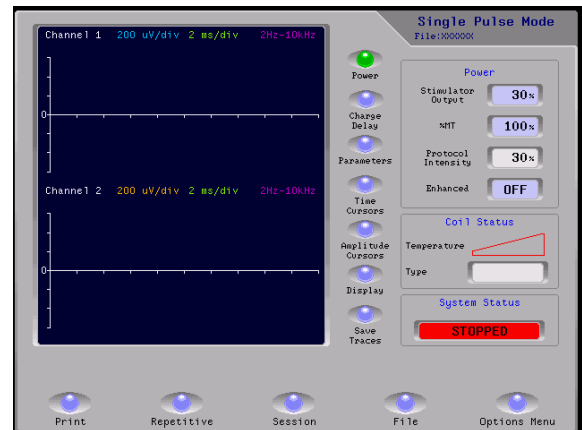 Single Pulse Mode
File:XXXXXX
Channel 1 200 uV/div 2 ms/div 2Hz-10kHz
0
Channel 2 200 uV/div 2 ms/div 2Hz-10kHz
0
Power
Charge Delay
Parameters
Time Cursors
Amplitude Cursors
Display
Save Traces
Power
Stimulator Output 30%
%MT 100%
Protocol Intensity 30%
Enhanced OFF
Coil Status
Temperature
Type
System Status
STOPPED
Print Repetitive Session File Options Menu